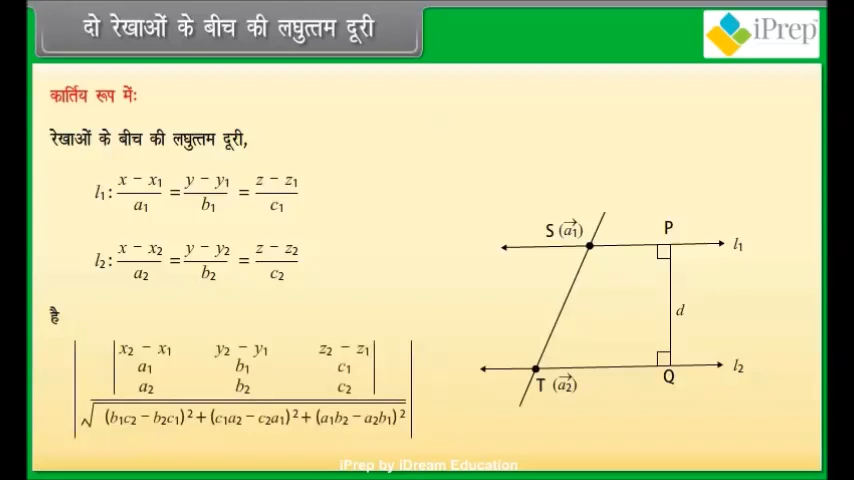 दो रेखाओं के बीच की लघुत्तम दूरी
iPrep
कार्तिय रूप में:
रेखाओं के बीच की लघुत्तम दूरी,
l₁: (x − x₁)/a₁ = (y − y₁)/b₁ = (z − z₁)/c₁
l₂: (x − x₂)/a₂ = (y − y₂)/b₂ = (z − z₂)/c₂
है
x₂ − x₁ y₂ − y₁ z₂ − z₁
a₁ b₁ c₁
a₂ b₂ c₂
√(b₁c₂ − b₂c₁)² + (c₁a₂ − c₂a₁)² + (a₁b₂ − a₂b₁)²
S (a₁→) P l₁
d
T (a₂→) Q l₂
iPrep by iDream Education